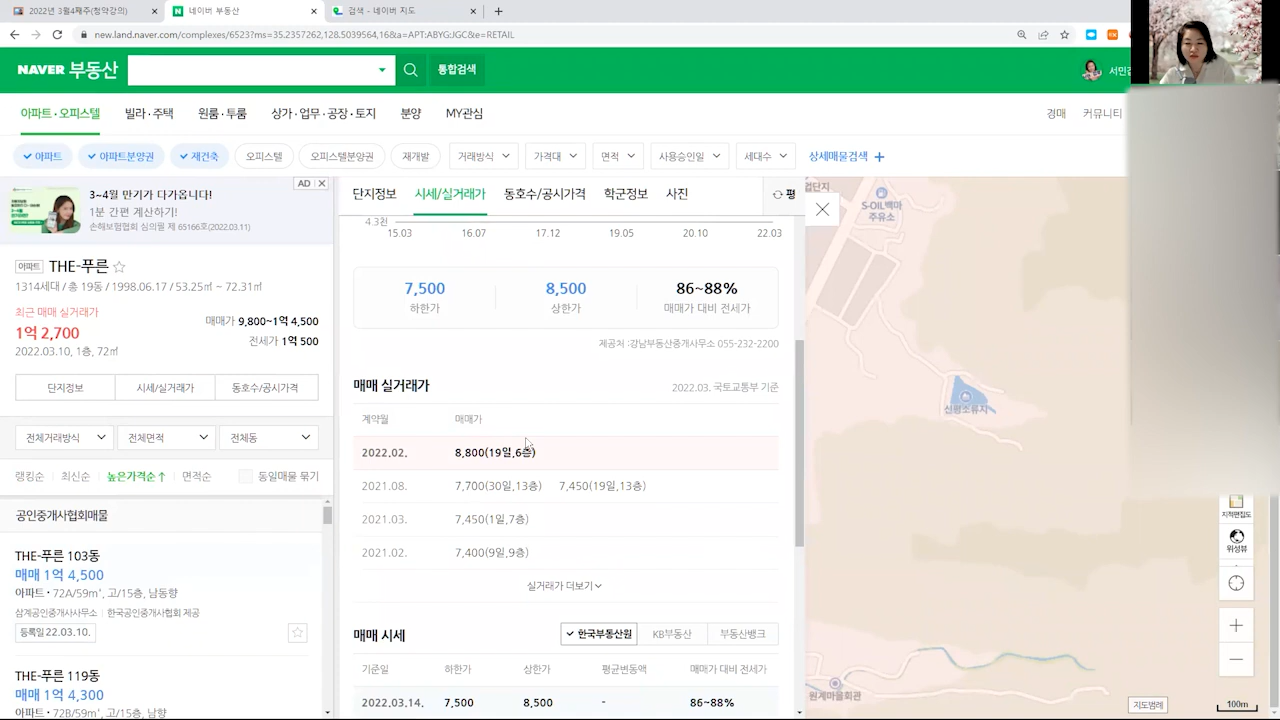 2022년 3월4째주(청약강의)
네이버 부동산
검색 - 네이버 지도
new.land.naver.com/complexes/6523?ms=35.2357262,128.5039564,16&a=APT:ABYG:JGC&e=RETAIL
NAVER 부동산
통합검색
서민갑
아파트·오피스텔
빌라·주택
원룸·투룸
상가·업무·공장·토지
분양
MY관심
경매
커뮤니티
아파트
아파트분양권
재건축
오피스텔
오피스텔분양권
재개발
거래방식
가격대
면적
사용승인일
세대수
상세매물검색
AD
3~4월 만기가 다가옵니다!
1분 간편 계산하기!
손해보험협회 심의필 제 65166호(2022.03.11)
아파트 THE-푸른
1314세대 / 총 19동 / 1998.06.17 / 53.25㎡ ~ 72.31㎡
최근 매매 실거래가
1억 2,700
2022.03.10, 1층, 72㎡
매매가 9,800~1억 4,500
전세가 1억 500
단지정보
시세/실거래가
동호수/공시가격
전체거래방식
전체면적
전체동
랭킹순
최신순
높은가격순↑
면적순
동일매물 묶기
공인중개사협회매물
THE-푸른 103동
매매 1억 4,500
아파트 · 72A/59m², 고/15층, 남동향
삼계공인중개사사무소
한국공인중개사협회 제공
등록일 22.03.10.
THE-푸른 119동
매매 1억 4,300
아파트 · 72B/59m², 고/15층, 남향
단지정보
시세/실거래가
동호수/공시가격
학군정보
사진
평
4.3천
15.03
16.07
17.12
19.05
20.10
22.03
7,500
하한가
8,500
상한가
86~88%
매매가 대비 전세가
제공처 :강남부동산중개사무소 055-232-2200
매매 실거래가
2022.03. 국토교통부 기준
계약월
매매가
2022.02.
8,800(19일,6층)
2021.08.
7,700(30일,13층)
7,450(19일,13층)
2021.03.
7,450(1일,7층)
2021.02.
7,400(9일,9층)
실거래가 더보기
매매 시세
한국부동산원
KB부동산
부동산뱅크
기준일
하한가
상한가
평균변동액
매매가 대비 전세가
2022.03.14.
7,500
8,500
-
86~88%
업단지
S-OIL백마
주유소
신평소류지
원계마을회관
지적편집도
위성뷰
지도범례
100m